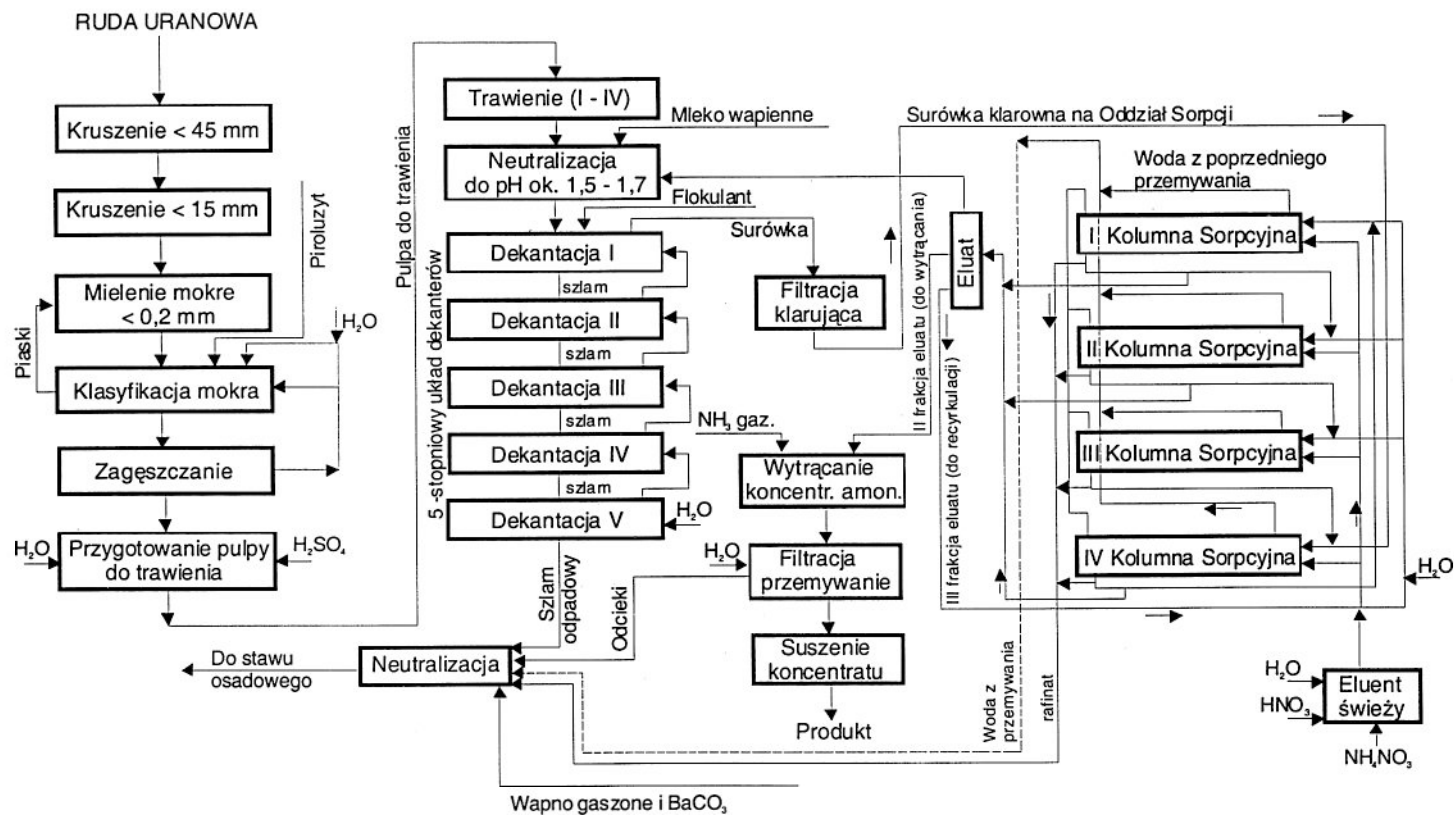 RUDA URANOWA
Kruszenie < 45 mm
Kruszenie < 15 mm
Piroluzyt
Mielenie mokre
< 0,2 mm
H₂O
Piaski
Klasyfikacja mokra
Zagęszczanie
H₂O
Przygotowanie pulpy
do trawienia
H₂SO₄
Pulpa do trawienia
Trawienie (I - IV)
Mleko wapienne
Neutralizacja
do pH ok. 1,5 - 1,7
Flokulant
5 -stopniowy układ dekanterów
Dekantacja I
szlam
Dekantacja II
szlam
Dekantacja III
szlam
Dekantacja IV
szlam
Dekantacja V
H₂O
Szlam
odpadowy
Surówka
Filtracja
klarująca
Surówka klarowna na Oddział Sorpcji
NH₃ gaz.
Wytrącanie
koncentr. amon.
H₂O
Filtracja
przemywanie
Odcieki
Suszenie
koncentratu
Produkt
Neutralizacja
Do stawu
osadowego
Wapno gaszone i BaCO₃
II frakcja eluatu (do wytrącania)
III frakcja eluatu (do recyrkulacji)
Eluat
Woda z
przemywania
rafinat
Woda z poprzedniego
przemywania
I Kolumna Sorpcyjna
II Kolumna Sorpcyjna
III Kolumna Sorpcyjna
IV Kolumna Sorpcyjna
H₂O
H₂O
HNO₃
Eluent
świeży
NH₄NO₃